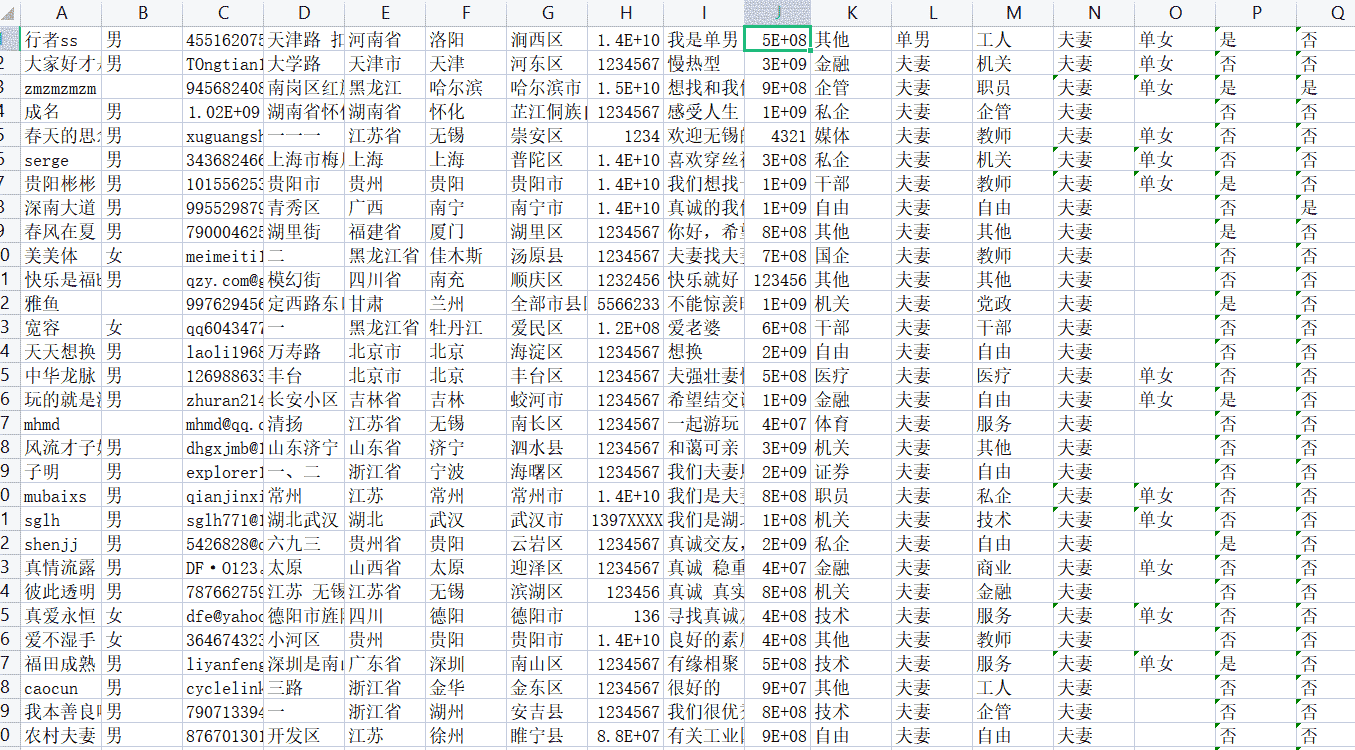 A B C D E F G H I J K L M N O P Q
行者ss 男 455162075 天津路 扌 河南省 洛阳 涧西区 1.4E+10 我是单男 5E+08 其他 单男 工人 夫妻 单女 是 否
2 大家好才 男 TOngtian1 大学路 天津市 天津 河东区 1234567 慢热型 3E+09 金融 夫妻 机关 夫妻 单女 否 否
3 zmzmzmzm 945682408 南岗区红 黑龙江 哈尔滨 哈尔滨市 1.5E+10 想找和我 9E+08 企管 夫妻 职员 夫妻 单女 是 是
4 成名 男 1.02E+09 湖南省怀 湖南省 怀化 芷江侗族 1234567 感受人生 1E+09 私企 夫妻 企管 夫妻 否 否
5 春天的思 男 xuguangsh 一一一 江苏省 无锡 崇安区 1234 欢迎无锡 4321 媒体 夫妻 教师 夫妻 单女 否 否
6 serge 男 343682466 上海市梅 上海 上海 普陀区 1.4E+10 喜欢穿丝 3E+08 私企 夫妻 机关 夫妻 单女 否 否
7 贵阳彬彬 男 101556253 贵阳市 贵州 贵阳 贵阳市 1.4E+10 我们想找 1E+09 干部 夫妻 教师 夫妻 单女 是 否
8 深南大道 男 995529879 青秀区 广西 南宁 南宁市 1.4E+10 真诚的我 1E+09 自由 夫妻 自由 夫妻 否 是
9 春风在夏 男 790004625 湖里街 福建省 厦门 湖里区 1234567 你好，希 8E+08 其他 夫妻 其他 夫妻 是 否
0 美美体 女 meimeiti1 二 黑龙江省 佳木斯 汤原县 1234567 夫妻找夫 7E+08 国企 夫妻 教师 夫妻 否 否
1 快乐是福 男 qzy.com@g 模幻街 四川省 南充 顺庆区 1232456 快乐就好 123456 其他 夫妻 其他 夫妻 否 否
2 雅鱼 997629456 定西路东 甘肃 兰州 全部市县 5566233 不能惊羡 1E+09 机关 夫妻 党政 夫妻 是 否
3 宽容 女 qq6043477 一 黑龙江省 牡丹江 爱民区 1.2E+08 爱老婆 6E+08 干部 夫妻 干部 夫妻 否 否
4 天天想换 男 laoli1968 万寿路 北京市 北京 海淀区 1234567 想换 2E+09 自由 夫妻 自由 夫妻 否 否
5 中华龙脉 男 126988633 丰台 北京市 北京 丰台区 1234567 夫强壮妻 5E+08 医疗 夫妻 医疗 夫妻 单女 否 否
6 玩的就是 男 zhuran214 长安小区 吉林省 吉林 蛟河市 1234567 希望结交 1E+09 金融 夫妻 自由 夫妻 单女 是 否
7 mhmd mhmd@qq.c 清扬 江苏省 无锡 南长区 1234567 一起游玩 4E+07 体育 夫妻 服务 夫妻 否 否
8 风流才子 男 dhgxjmb@1 山东济宁 山东省 济宁 泗水县 1234567 和蔼可亲 3E+09 机关 夫妻 其他 夫妻 否 否
9 子明 男 explorer1 一、二 浙江省 宁波 海曙区 1234567 我们夫妻 2E+09 证券 夫妻 自由 夫妻 否 否
0 mubaixs 男 qianjinxi 常州 江苏 常州 常州市 1.4E+10 我们是夫 8E+08 职员 夫妻 私企 夫妻 单女 否 否
1 sglh 男 sglh771@1 湖北武汉 湖北 武汉 武汉市 1397XXXX 我们是湖 1E+08 机关 夫妻 技术 夫妻 单女 否 否
2 shenjj 男 5426828@ 六九三 贵州省 贵阳 云岩区 1234567 真诚交友， 2E+09 私企 夫妻 自由 夫妻 是 否
3 真情流露 男 DF·O123. 太原 山西省 太原 迎泽区 1234567 真诚 稳重 4E+07 金融 夫妻 商业 夫妻 单女 否 否
4 彼此透明 男 787662759 江苏 无锡 江苏省 无锡 滨湖区 123456 真诚 真实 8E+08 机关 夫妻 金融 夫妻 否 否
5 真爱永恒 女 dfe@yahoo 德阳市旌 四川 德阳 德阳市 136 寻找真诚 4E+08 技术 夫妻 服务 夫妻 单女 否 否
6 爱不湿手 女 364674323 小河区 贵州 贵阳 贵阳市 1.4E+10 良好的素 4E+08 其他 夫妻 教师 夫妻 否 否
7 福田成熟 男 liyanfeng 深圳是南 广东省 深圳 南山区 1234567 有缘相聚 5E+08 技术 夫妻 服务 夫妻 单女 是 否
8 caocun 男 cyclelink 三路 浙江省 金华 金东区 1234567 很好的 9E+07 其他 夫妻 工人 夫妻 否 否
9 我本善良 男 790713394 一 浙江省 湖州 安吉县 1234567 我们很优 8E+08 技术 夫妻 企管 夫妻 否 否
0 农村夫妻 男 876701301 开发区 江苏 徐州 睢宁县 8.8E+07 有关工业 9E+08 自由 夫妻 自由 夫妻 否 否